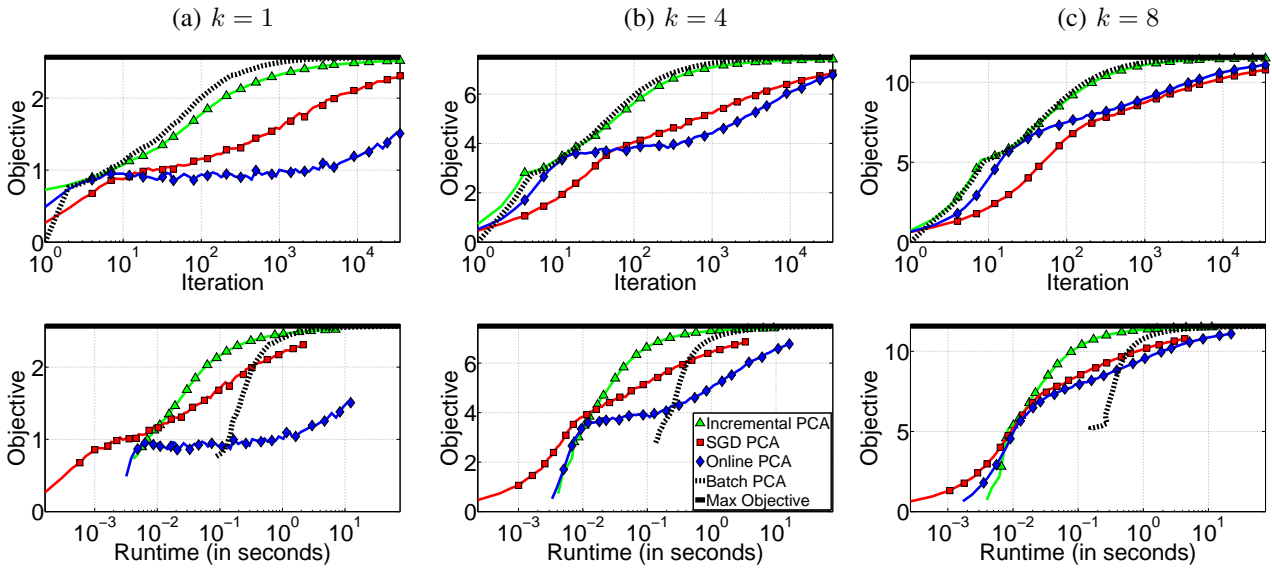 (a) k = 1
(b) k = 4
(c) k = 8
Objective
2
1
0
10^0
10^1
10^2
10^3
10^4
Iteration
Objective
6
4
2
0
10^0
10^1
10^2
10^3
10^4
Iteration
Objective
10
5
0
10^0
10^1
10^2
10^3
10^4
Iteration
Objective
2
1
0
10^−3
10^−2
10^−1
10^0
10^1
Runtime (in seconds)
Objective
6
4
2
0
10^−3
10^−2
10^−1
10^0
10^1
Runtime (in seconds)
Incremental PCA
SGD PCA
Online PCA
Batch PCA
Max Objective
Objective
10
5
0
10^−3
10^−2
10^−1
10^0
10^1
Runtime (in seconds)